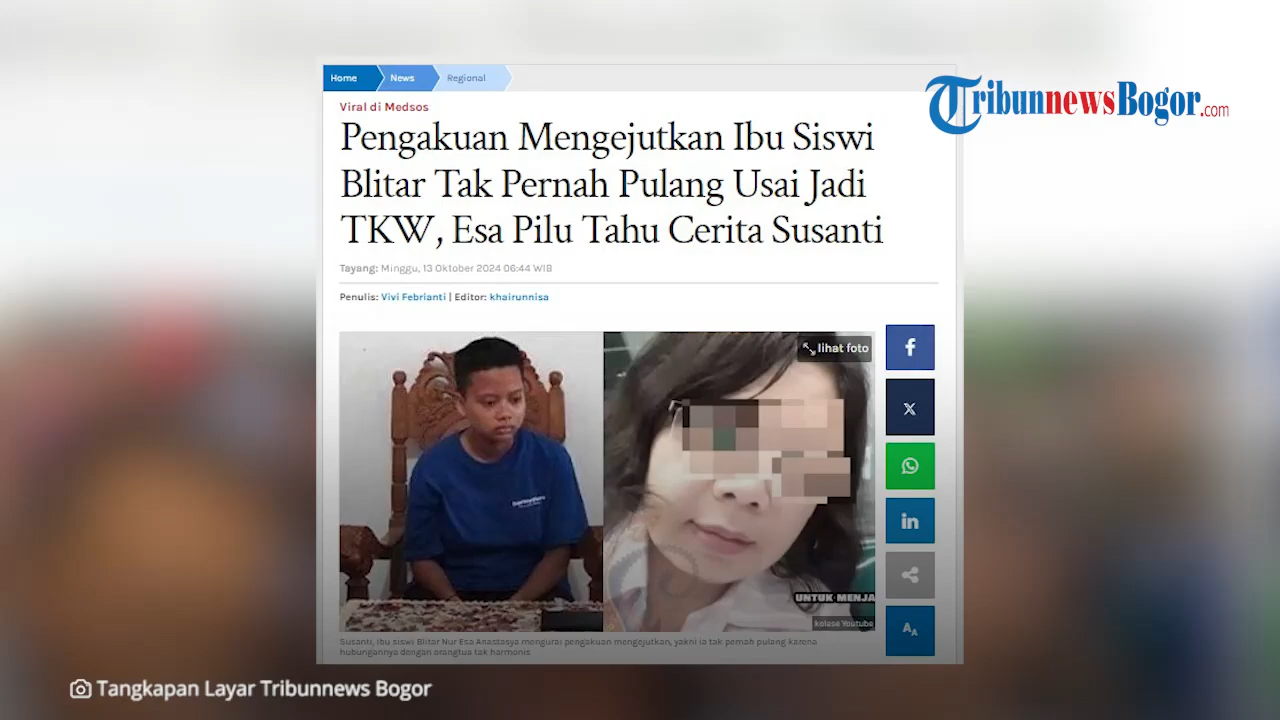 Home News Regional
TribunnewsBogor.com
Viral di Medsos
Pengakuan Mengejutkan Ibu Siswi
Blitar Tak Pernah Pulang Usai Jadi
TKW, Esa Pilu Tahu Cerita Susanti
Tayang: Minggu, 13 Oktober 2024 06:44 WIB
Penulis: Vivi Febrianti | Editor: khairunnisa
lihat foto
UNTUK MENJA
kolase Youtube
Susanti, ibu siswi Blitar Nur Esa Anastasya mengurai pengakuan mengejutkan, yakni ia tak pernah pulang karena
hubungannya dengan orangtua tak harmonis
Tangkapan Layar Tribunnews Bogor